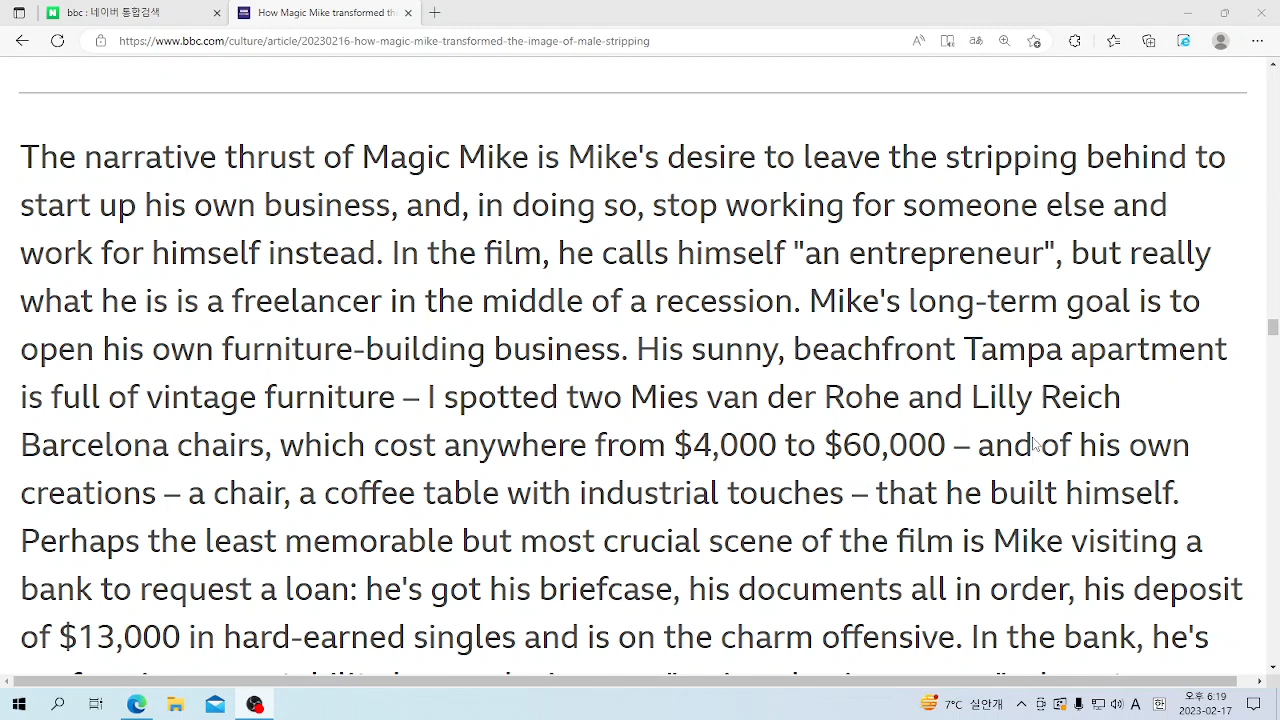 bbc : 네이버 통합검색
How Magic Mike transformed th
https://www.bbc.com/culture/article/20230216-how-magic-mike-transformed-the-image-of-male-stripping
The narrative thrust of Magic Mike is Mike's desire to leave the stripping behind to
start up his own business, and, in doing so, stop working for someone else and
work for himself instead. In the film, he calls himself "an entrepreneur", but really
what he is is a freelancer in the middle of a recession. Mike's long-term goal is to
open his own furniture-building business. His sunny, beachfront Tampa apartment
is full of vintage furniture – I spotted two Mies van der Rohe and Lilly Reich
Barcelona chairs, which cost anywhere from $4,000 to $60,000 – and of his own
creations – a chair, a coffee table with industrial touches – that he built himself.
Perhaps the least memorable but most crucial scene of the film is Mike visiting a
bank to request a loan: he's got his briefcase, his documents all in order, his deposit
of $13,000 in hard-earned singles and is on the charm offensive. In the bank, he's
7°C 실안개
A
오후 6:19
2023-02-17